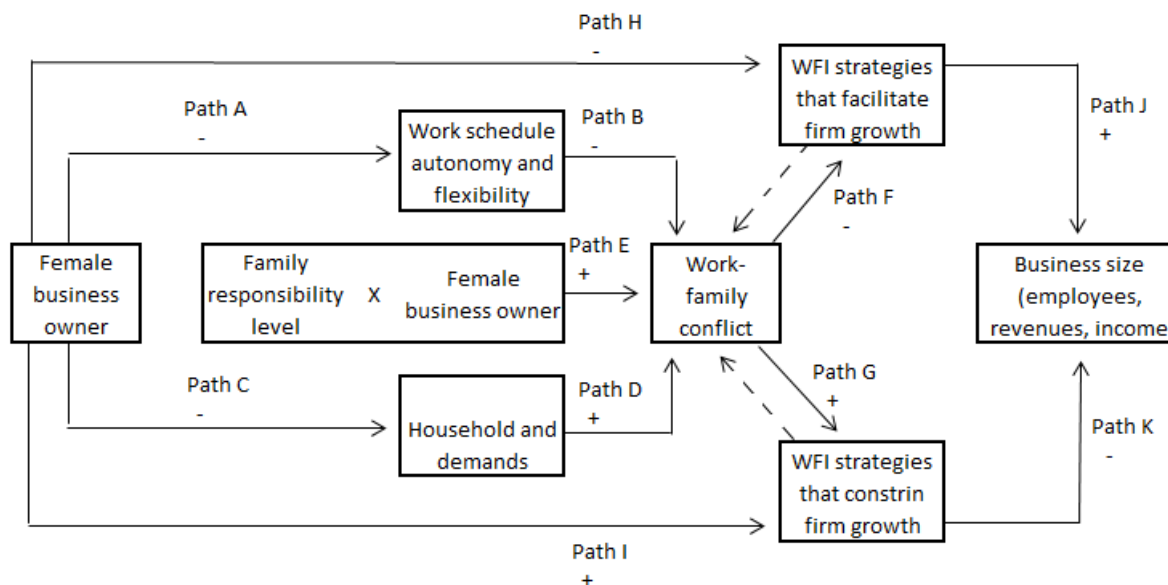 Path H
-
WFI strategies
that facilitate
firm growth
Path J
+
Path A
-
Work schedule
autonomy and
flexibility
Path B
-
Path F
-
Female
business
owner
Family
responsibility
level
X
Female
business owner
Path E
+
Work-
family
conflict
Business size
(employees,
revenues, income
Path C
-
Household and
demands
Path D
+
Path G
+
WFI strategies
that constrin
firm growth
Path K
-
Path I
+